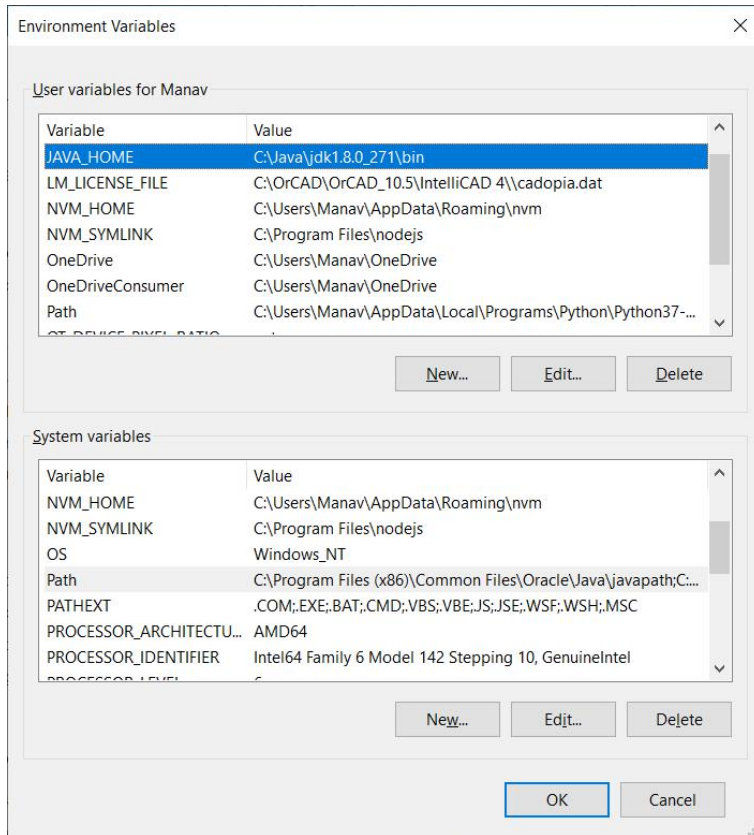 Environment Variables
User variables for Manav
Variable Value
JAVA_HOME C:\Java\jdk1.8.0_271\bin
LM_LICENSE_FILE C:\OrCAD\OrCAD_10.5\IntelliCAD 4\\cadopia.dat
NVM_HOME C:\Users\Manav\AppData\Roaming\nvm
NVM_SYMLINK C:\Program Files\nodejs
OneDrive C:\Users\Manav\OneDrive
OneDriveConsumer C:\Users\Manav\OneDrive
Path C:\Users\Manav\AppData\Local\Programs\Python\Python37-...
New... Edit... Delete
System variables
Variable Value
NVM_HOME C:\Users\Manav\AppData\Roaming\nvm
NVM_SYMLINK C:\Program Files\nodejs
OS Windows_NT
Path C:\Program Files (x86)\Common Files\Oracle\Java\javapath;C:...
PATHEXT .COM;.EXE;.BAT;.CMD;.VBS;.VBE;.JS;.JSE;.WSF;.WSH;.MSC
PROCESSOR_ARCHITECTU... AMD64
PROCESSOR_IDENTIFIER Intel64 Family 6 Model 142 Stepping 10, GenuineIntel
New... Edit... Delete
OK Cancel